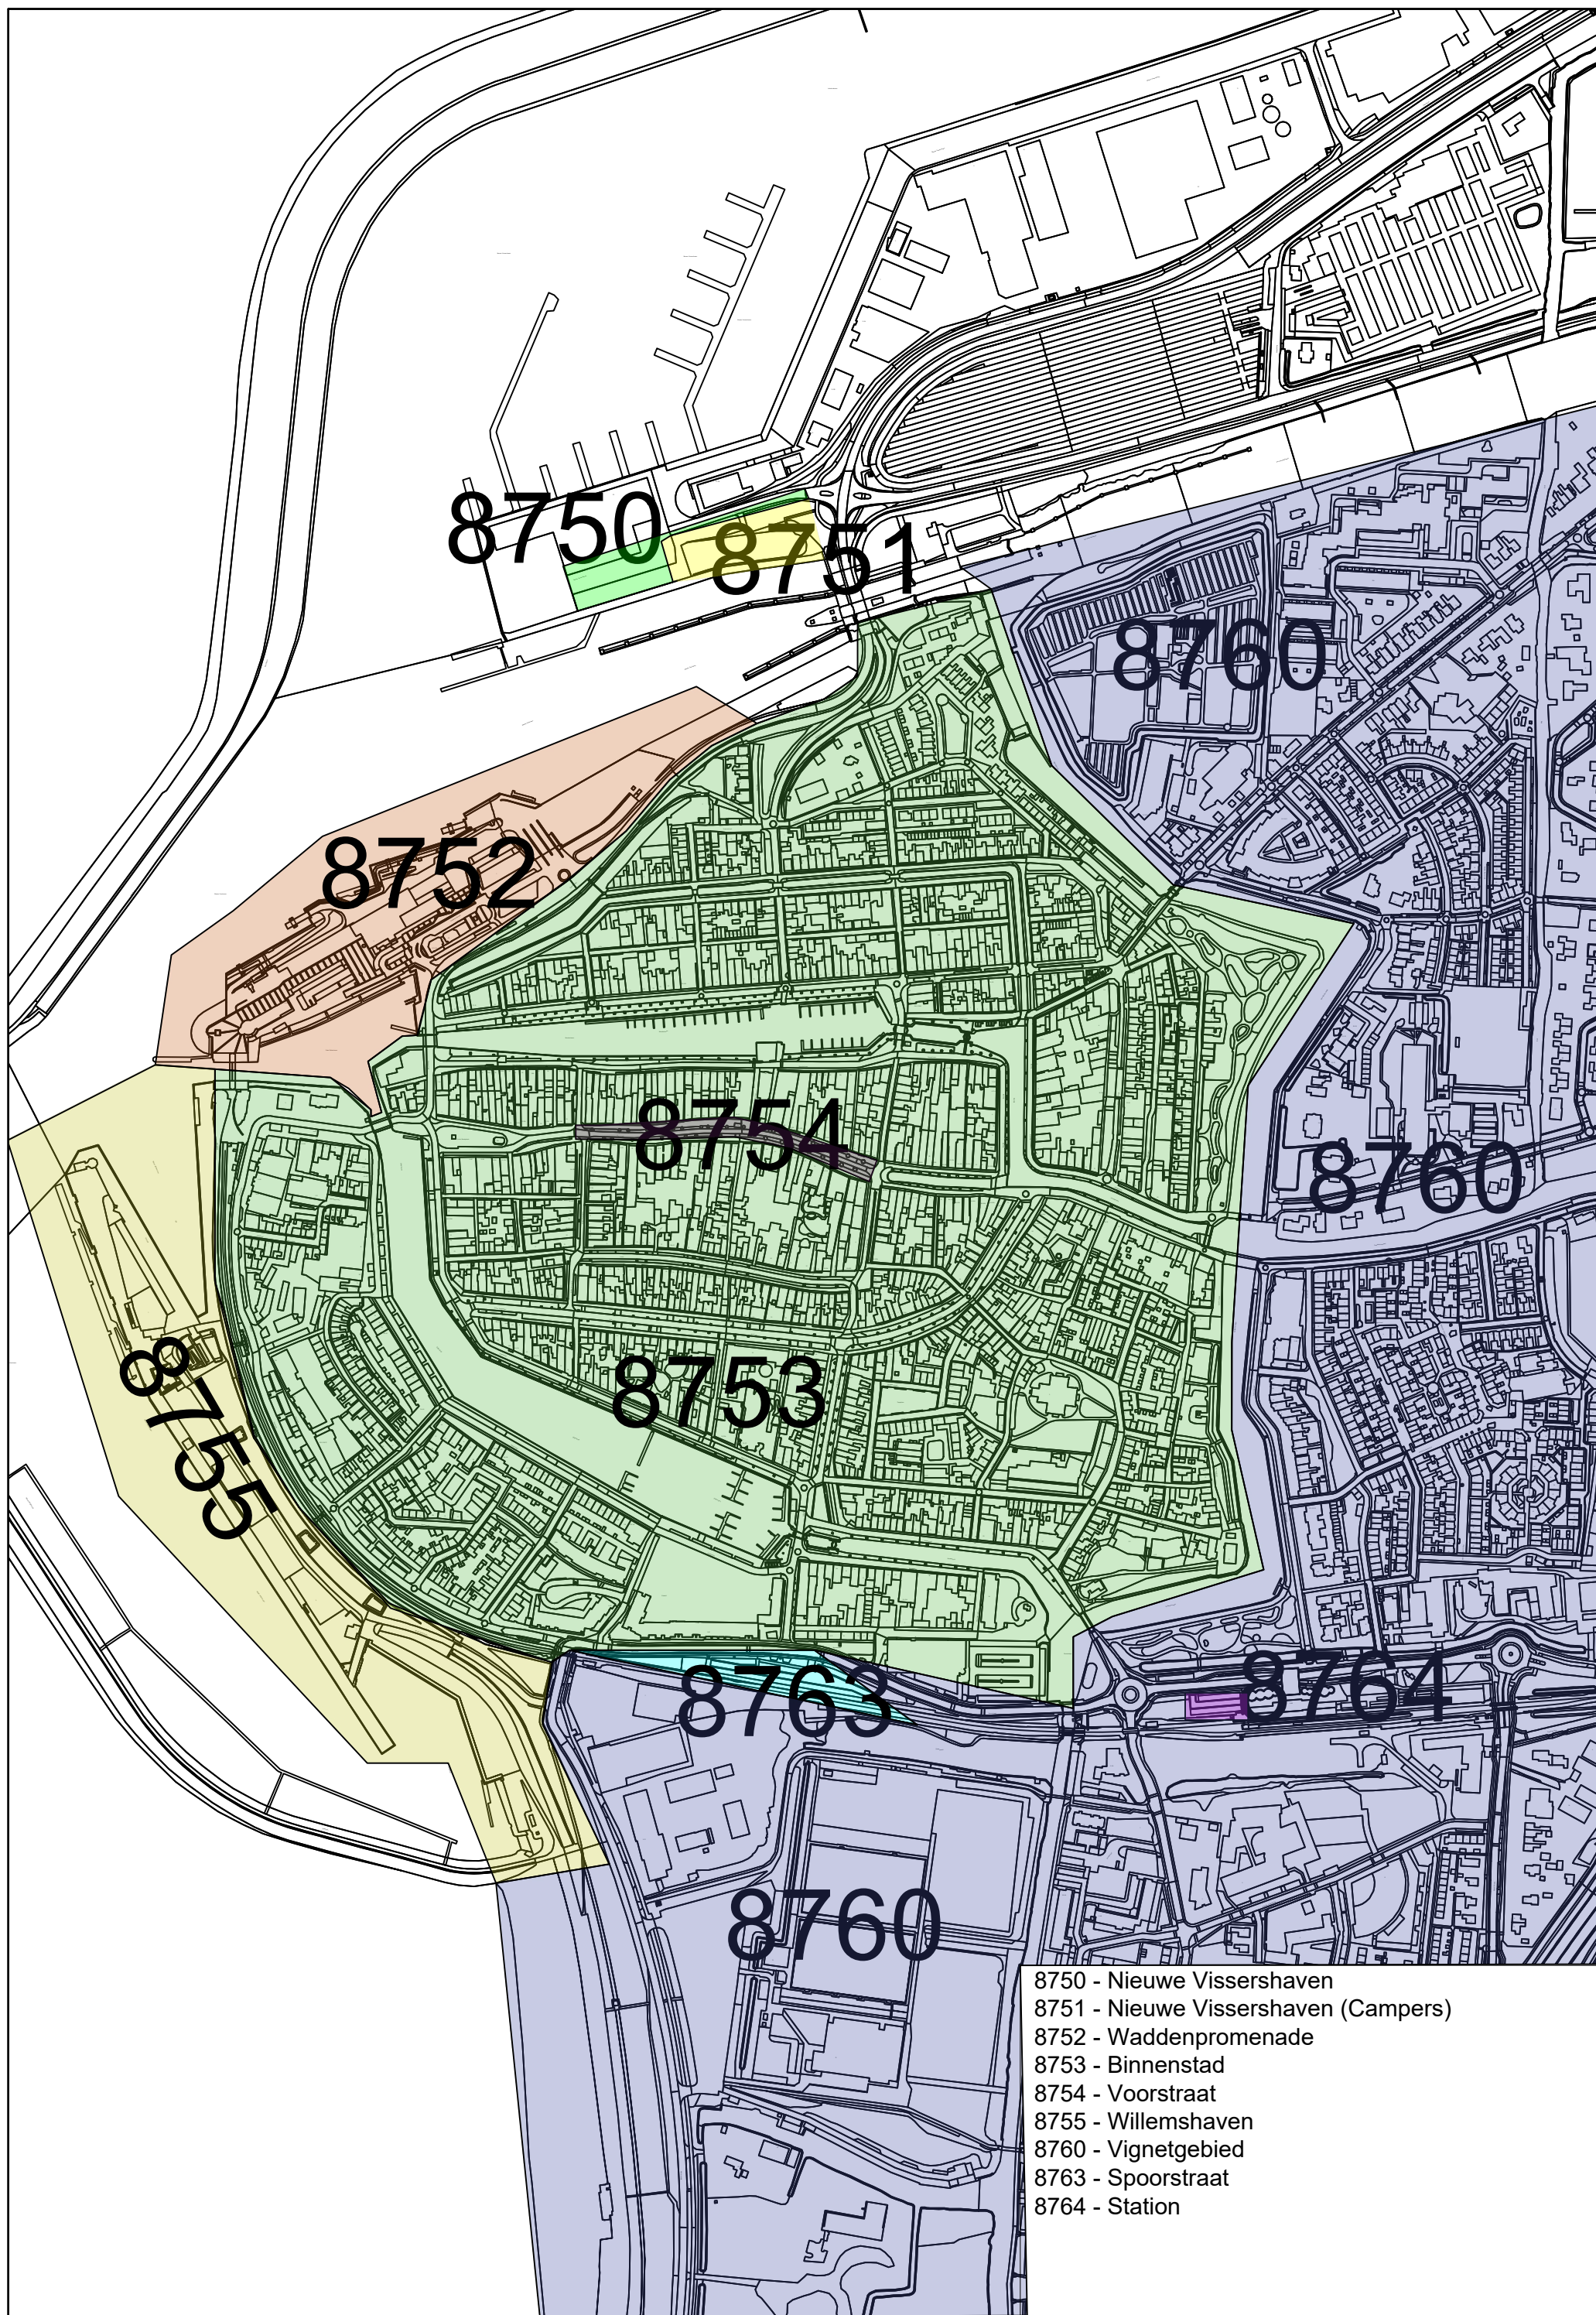 8750
8751
8760
8752
8754
8760
8753
8755
8763
8764
8760
8750 - Nieuwe Vissershaven
8751 - Nieuwe Vissershaven (Campers)
8752 - Waddenpromenade
8753 - Binnenstad
8754 - Voorstraat
8755 - Willemshaven
8760 - Vignetgebied
8763 - Spoorstraat
8764 - Station